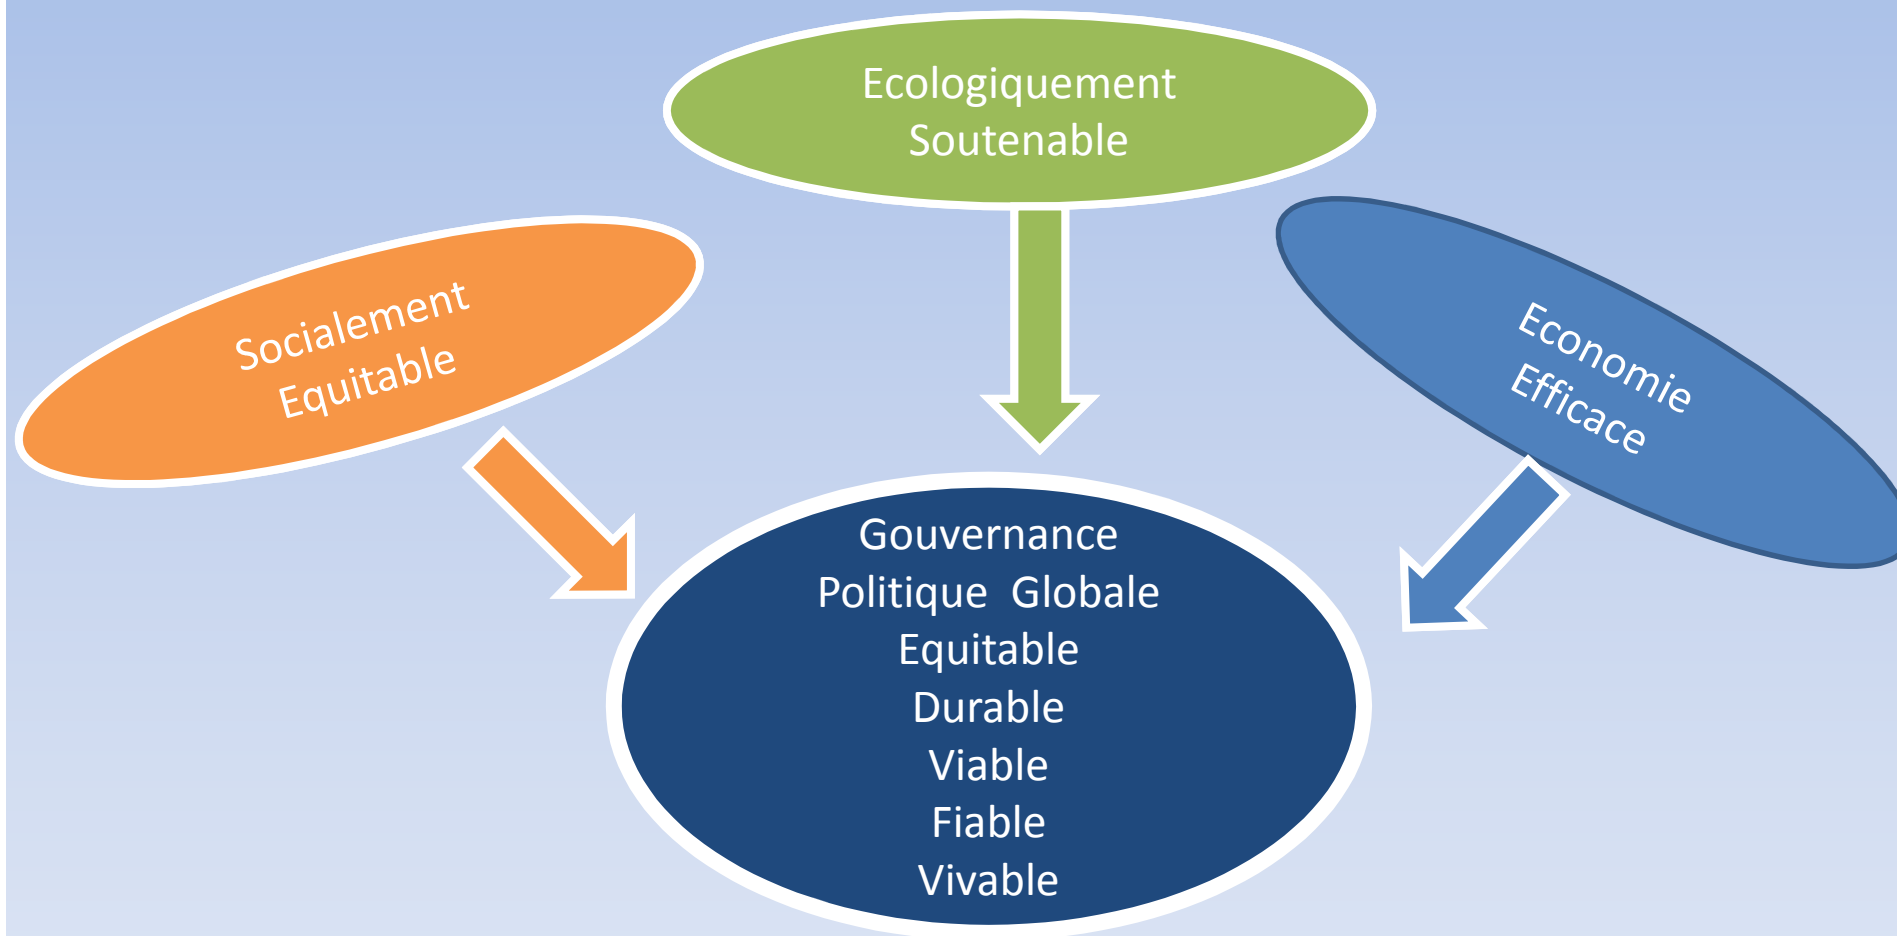 Ecologiquement
Soutenable
Socialement
Equitable
Economie
Efficace
Gouvernance
Politique Globale
Equitable
Durable
Viable
Fiable
Vivable